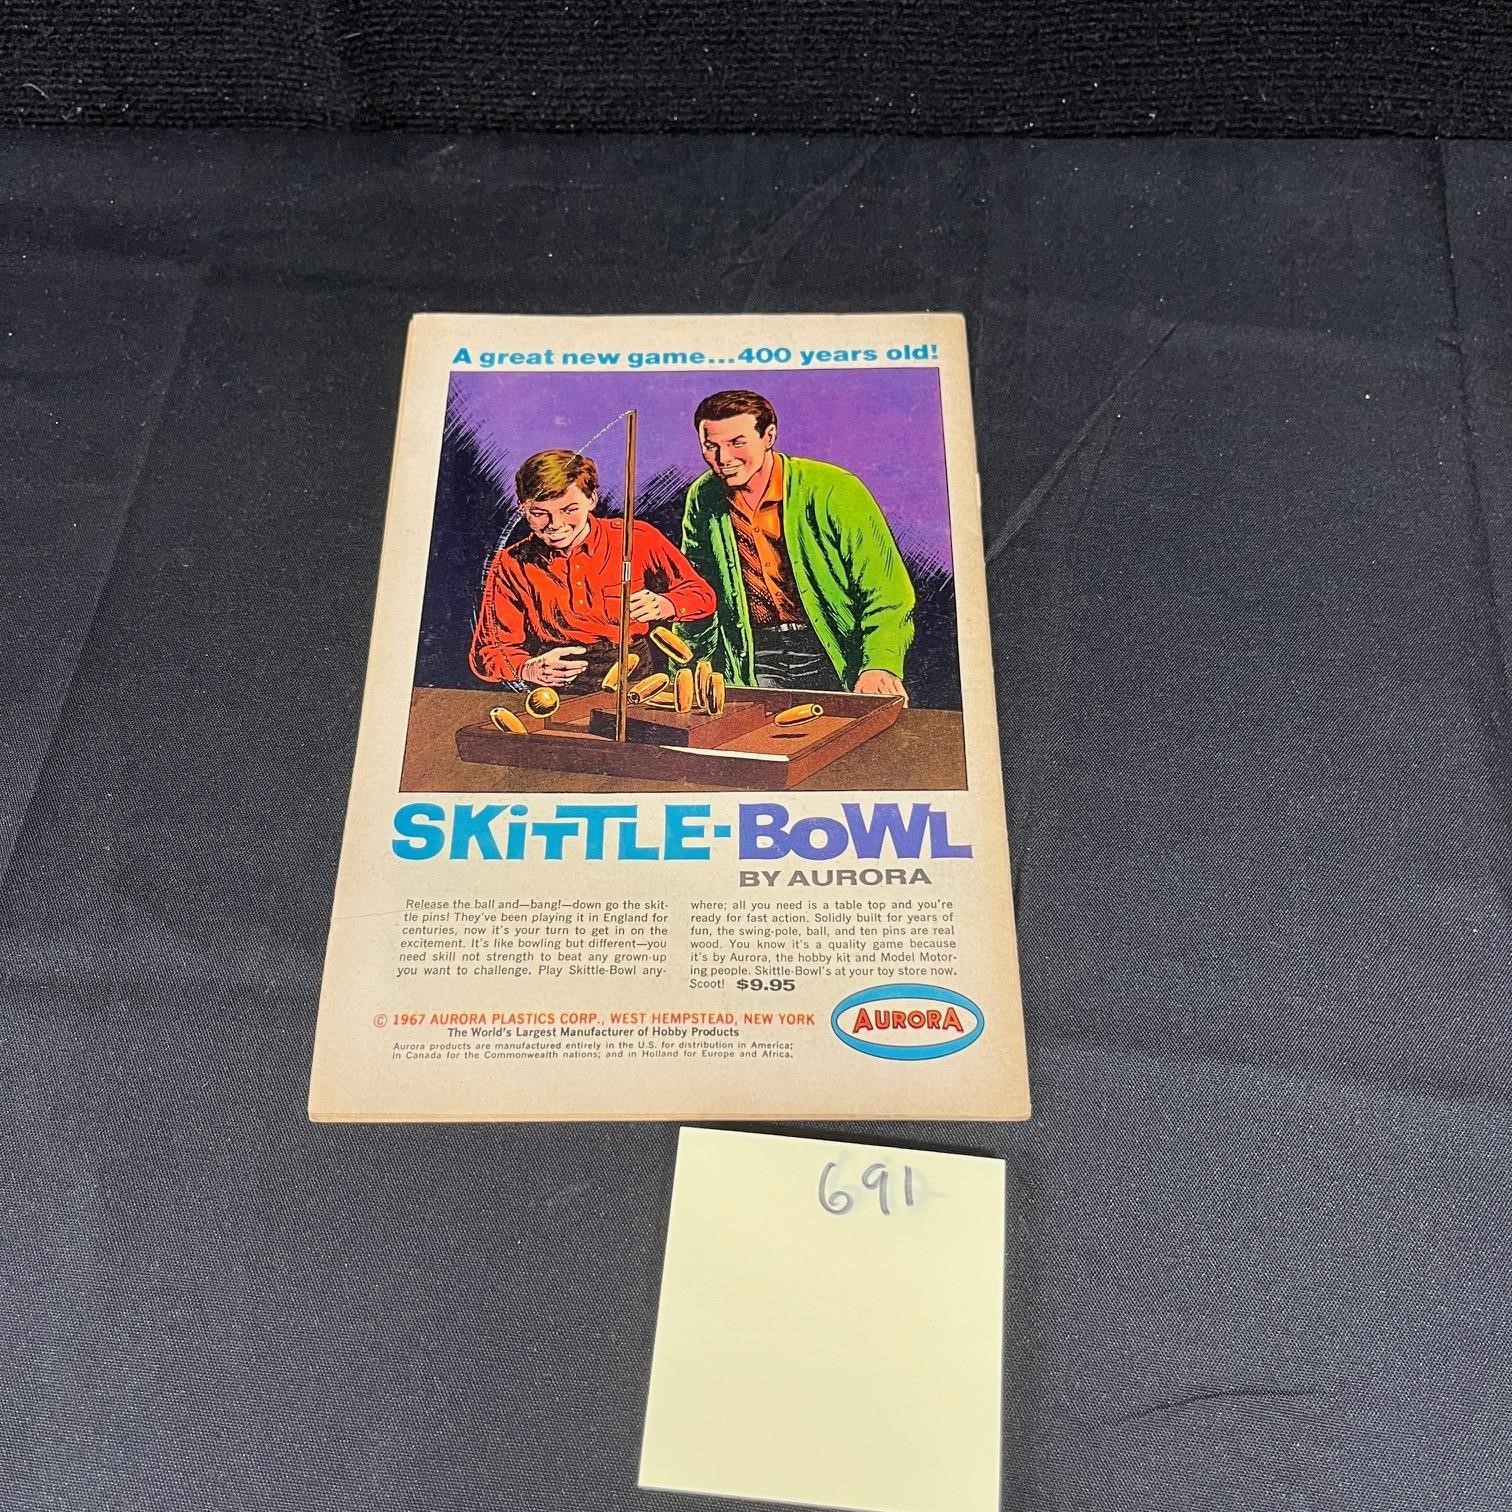 A great new game...400 years old!
SKiTTLE-BoWL
BY AURORA
Release the ball and—bang!—down go the skit-
tle pins! They've been playing it in England for
centuries, now it's your turn to get in on the
excitement. It's like bowling but different—you
need skill not strength to beat any grown-up
you want to challenge. Play Skittle-Bowl any-
where; all you need is a table top and you're
ready for fast action. Solidly built for years of
fun, the swing-pole, ball, and ten pins are real
wood. You know it's a quality game because
it's by Aurora, the hobby kit and Model Motor-
ing people. Skittle-Bowl's at your toy store now.
Scoot! $9.95
© 1967 AURORA PLASTICS CORP., WEST HEMPSTEAD, NEW YORK
The World's Largest Manufacturer of Hobby Products
Aurora products are manufactured entirely in the U.S. for distribution in America;
in Canada for the Commonwealth nations; and in Holland for Europe and Africa.
AURORA
691